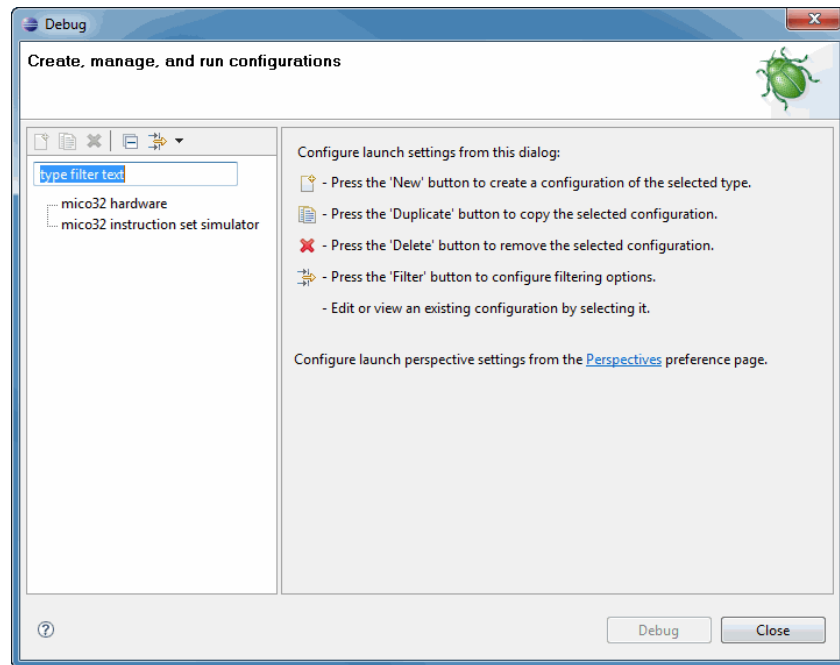 Debug
Create, manage, and run configurations
type filter text
mico32 hardware
mico32 instruction set simulator
Configure launch settings from this dialog:
- Press the 'New' button to create a configuration of the selected type.
- Press the 'Duplicate' button to copy the selected configuration.
- Press the 'Delete' button to remove the selected configuration.
- Press the 'Filter' button to configure filtering options.
- Edit or view an existing configuration by selecting it.
Configure launch perspective settings from the Perspectives preference page.
Debug
Close